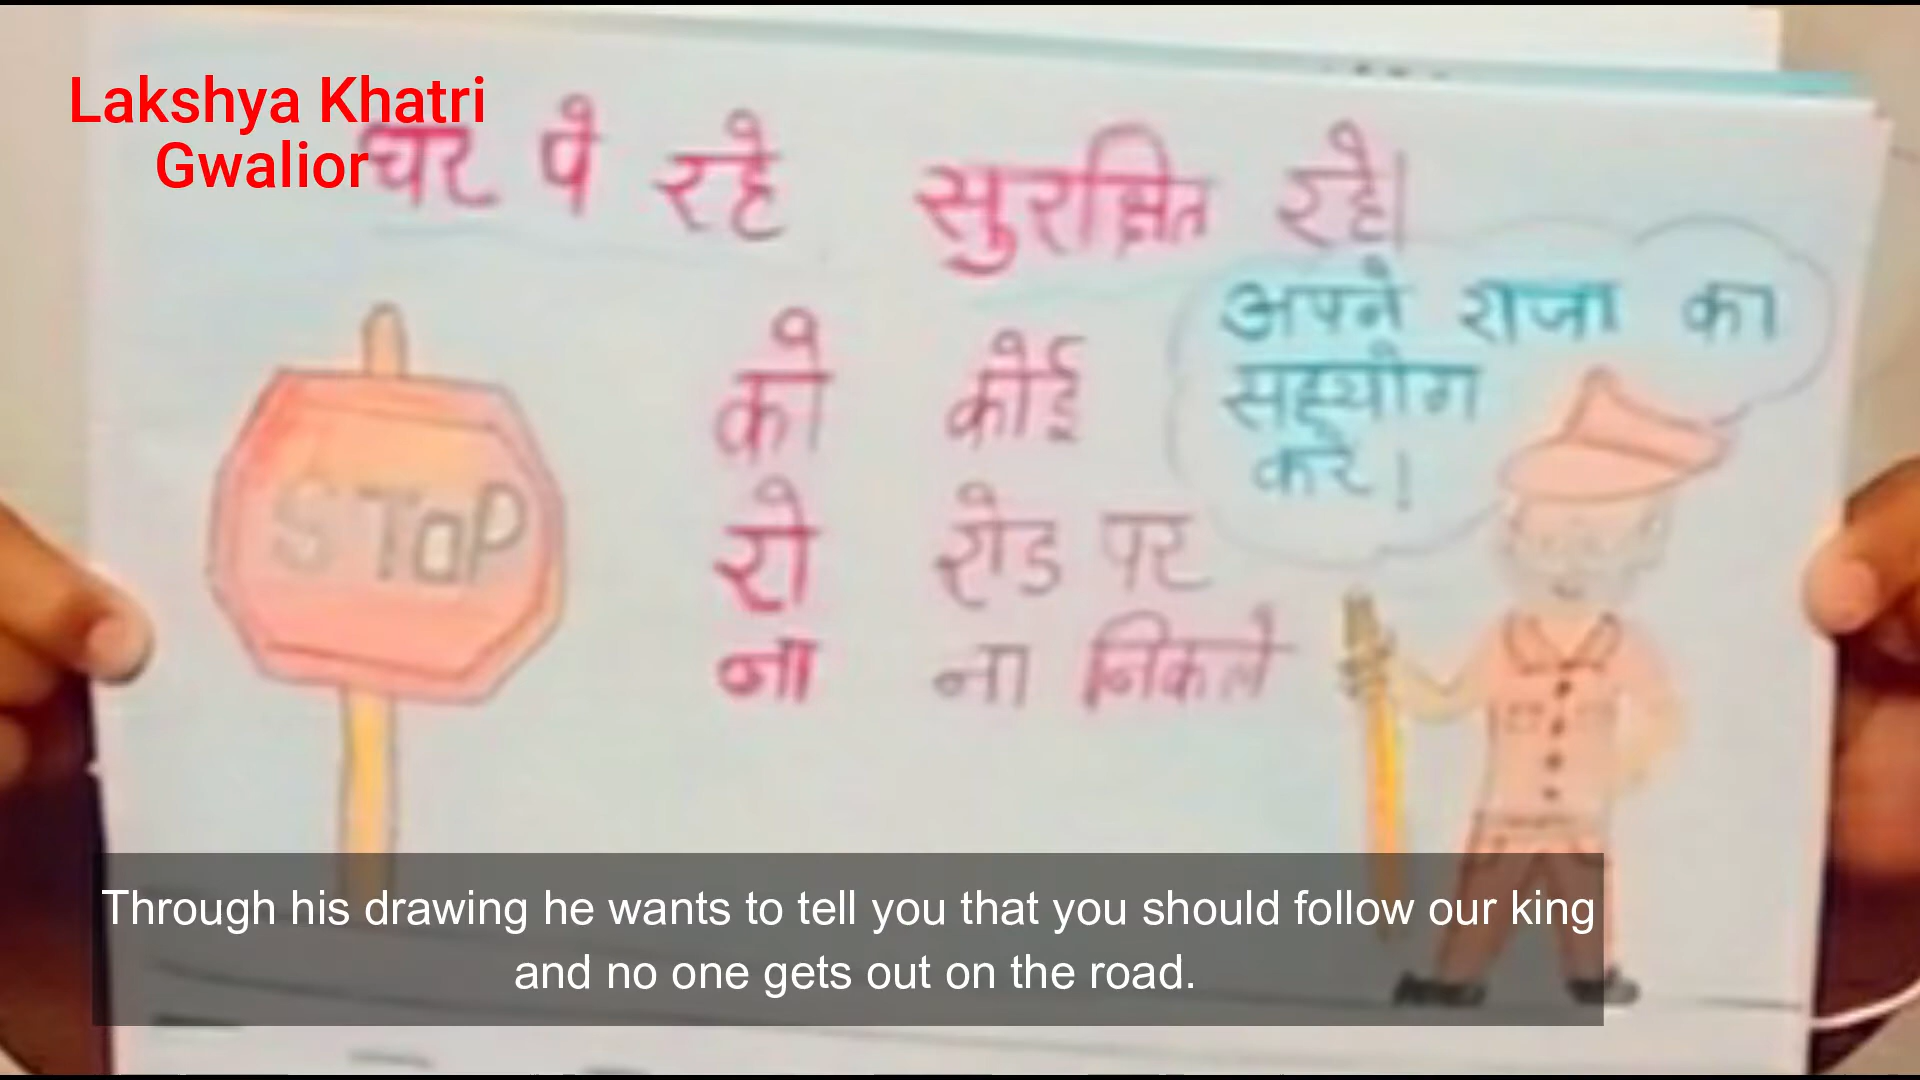 Lakshya Khatri
Gwalior
घर पे रहे सुरक्षित रहे।
अपने राजा का
सहयोग
करे!
STOP
को कोई
रो रोड पर
ना ना निकले
Through his drawing he wants to tell you that you should follow our king
and no one gets out on the road.